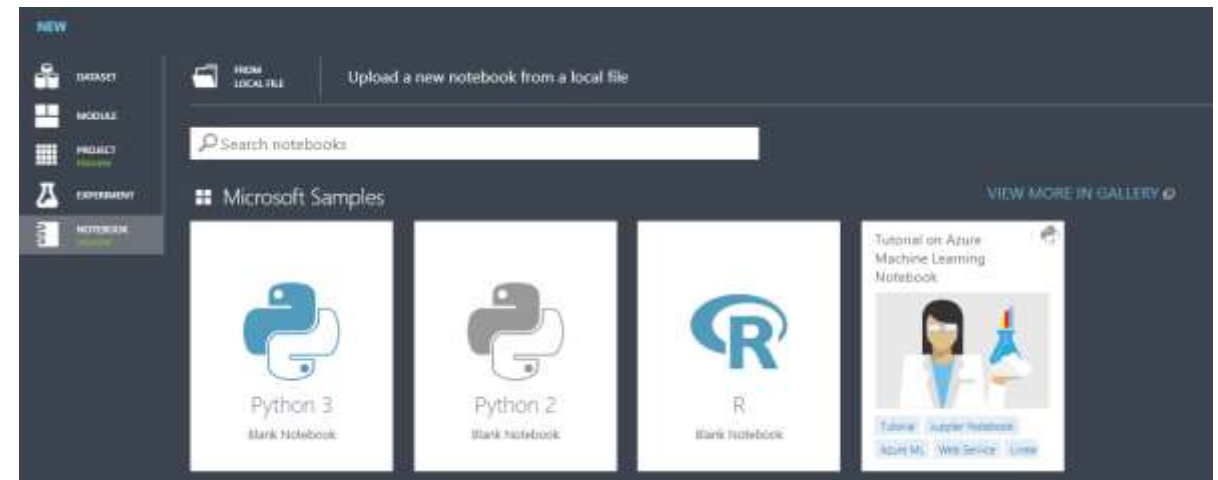 NEW
DATASET
MODULE
PROJECT
PREVIEW
EXPERIMENT
NOTEBOOK
PREVIEW
FROM
LOCAL FILE
Upload a new notebook from a local file
Search notebooks
Microsoft Samples
VIEW MORE IN GALLERY
Python 3
Blank Notebook
Python 2
Blank Notebook
R
Blank Notebook
Tutorial on Azure
Machine Learning
Notebook
Tutorial Jupyter Notebook
Azure ML Web Service Linear